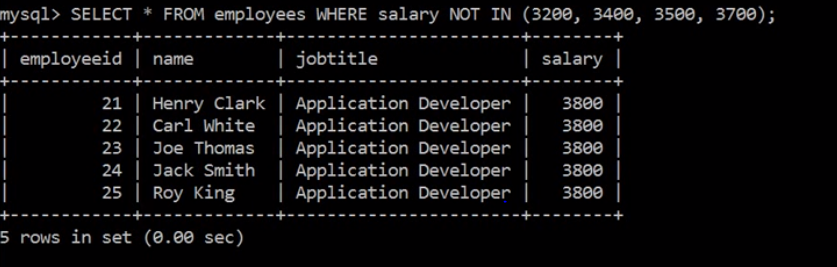 mysql> SELECT * FROM employees WHERE salary NOT IN (3200, 3400, 3500, 3700);
+------------+-------------+-----------------------+--------+
| employeeid | name        | jobtitle              | salary |
+------------+-------------+-----------------------+--------+
|         21 | Henry Clark | Application Developer |   3800 |
|         22 | Carl White  | Application Developer |   3800 |
|         23 | Joe Thomas  | Application Developer |   3800 |
|         24 | Jack Smith  | Application Developer |   3800 |
|         25 | Roy King    | Application Developer |   3800 |
+------------+-------------+-----------------------+--------+
5 rows in set (0.00 sec)